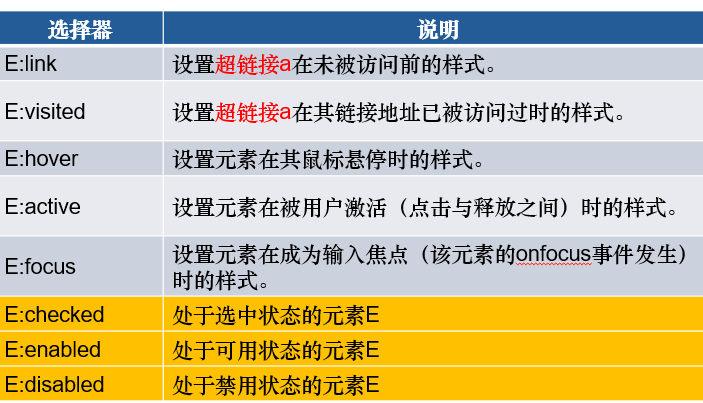 选择器 说明
E:link 设置超链接a在未被访问前的样式。
E:visited 设置超链接a在其链接地址已被访问过时的样式。
E:hover 设置元素在其鼠标悬停时的样式。
E:active 设置元素在被用户激活（点击与释放之间）时的样式。
E:focus 设置元素在成为输入焦点（该元素的onfocus事件发生）
时的样式。
E:checked 处于选中状态的元素E
E:enabled 处于可用状态的元素E
E:disabled 处于禁用状态的元素E